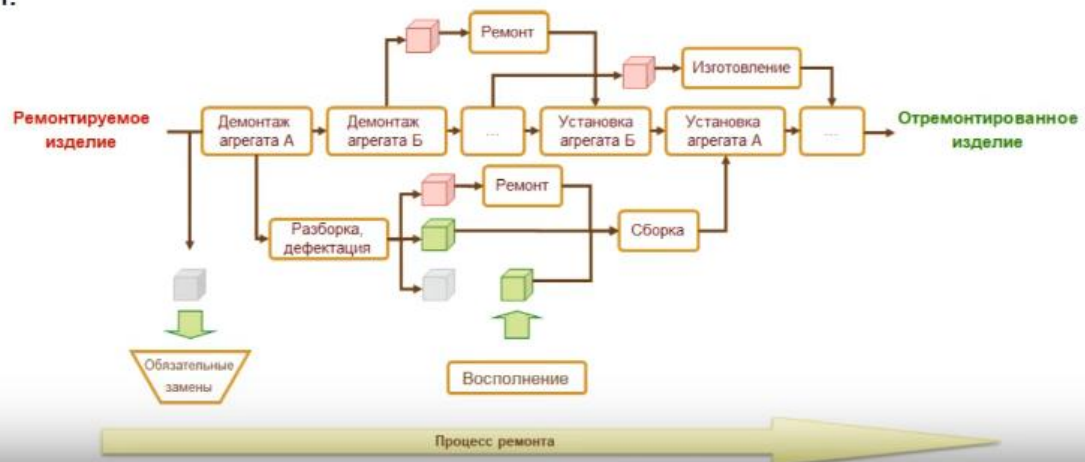 Ремонт
Изготовление
Ремонтируемое
изделие
Демонтаж
агрегата А
Демонтаж
агрегата Б
....
Установка
агрегата Б
Установка
агрегата А
....
Отремонтированное
изделие
Ремонт
Разборка,
дефектация
Сборка
Обязательные
замены
Восполнение
Процесс ремонта